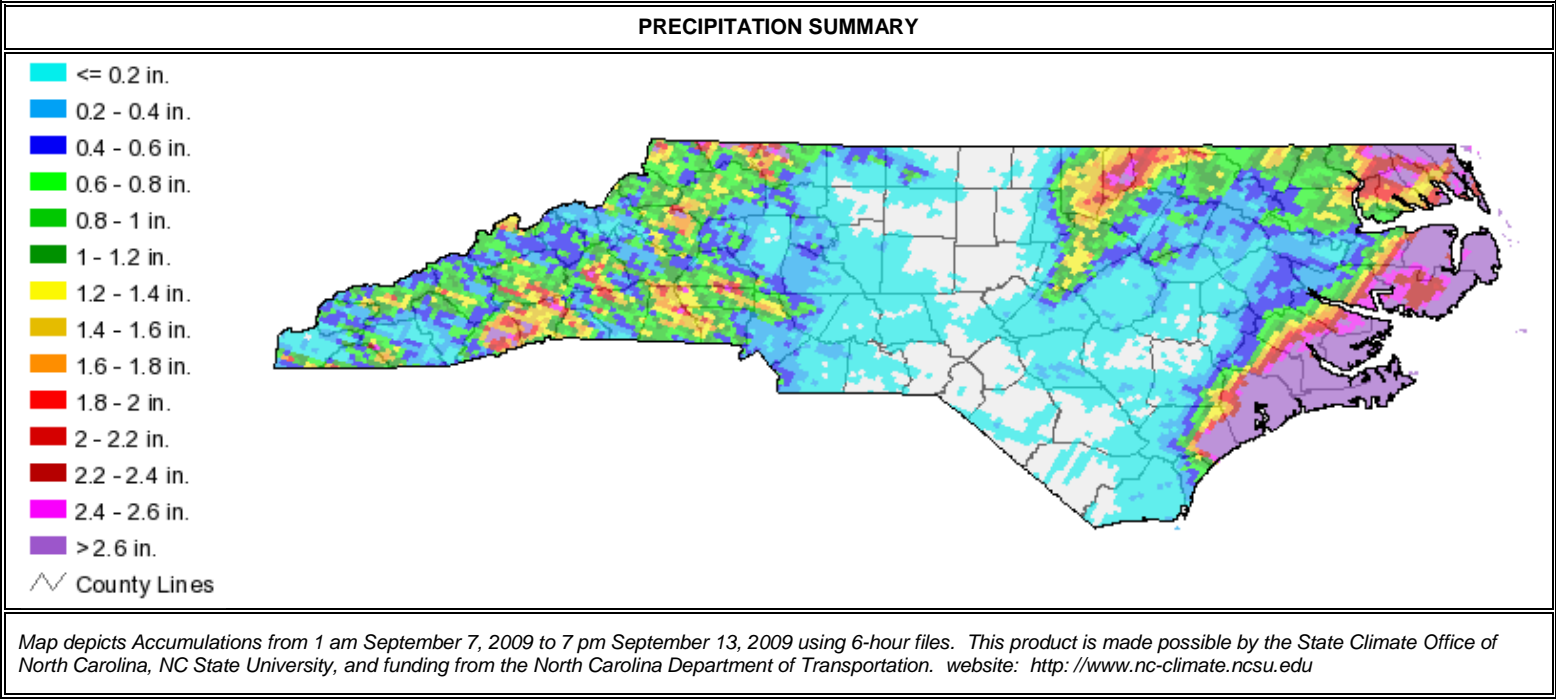 PRECIPITATION SUMMARY
<= 0.2 in.
0.2 - 0.4 in.
0.4 - 0.6 in.
0.6 - 0.8 in.
0.8 - 1 in.
1 - 1.2 in.
1.2 - 1.4 in.
1.4 - 1.6 in.
1.6 - 1.8 in.
1.8 - 2 in.
2 - 2.2 in.
2.2 - 2.4 in.
2.4 - 2.6 in.
> 2.6 in.
County Lines
Map depicts Accumulations from 1 am September 7, 2009 to 7 pm September 13, 2009 using 6-hour files. This product is made possible by the State Climate Office of
North Carolina, NC State University, and funding from the North Carolina Department of Transportation. website: http: //www.nc-climate.ncsu.edu